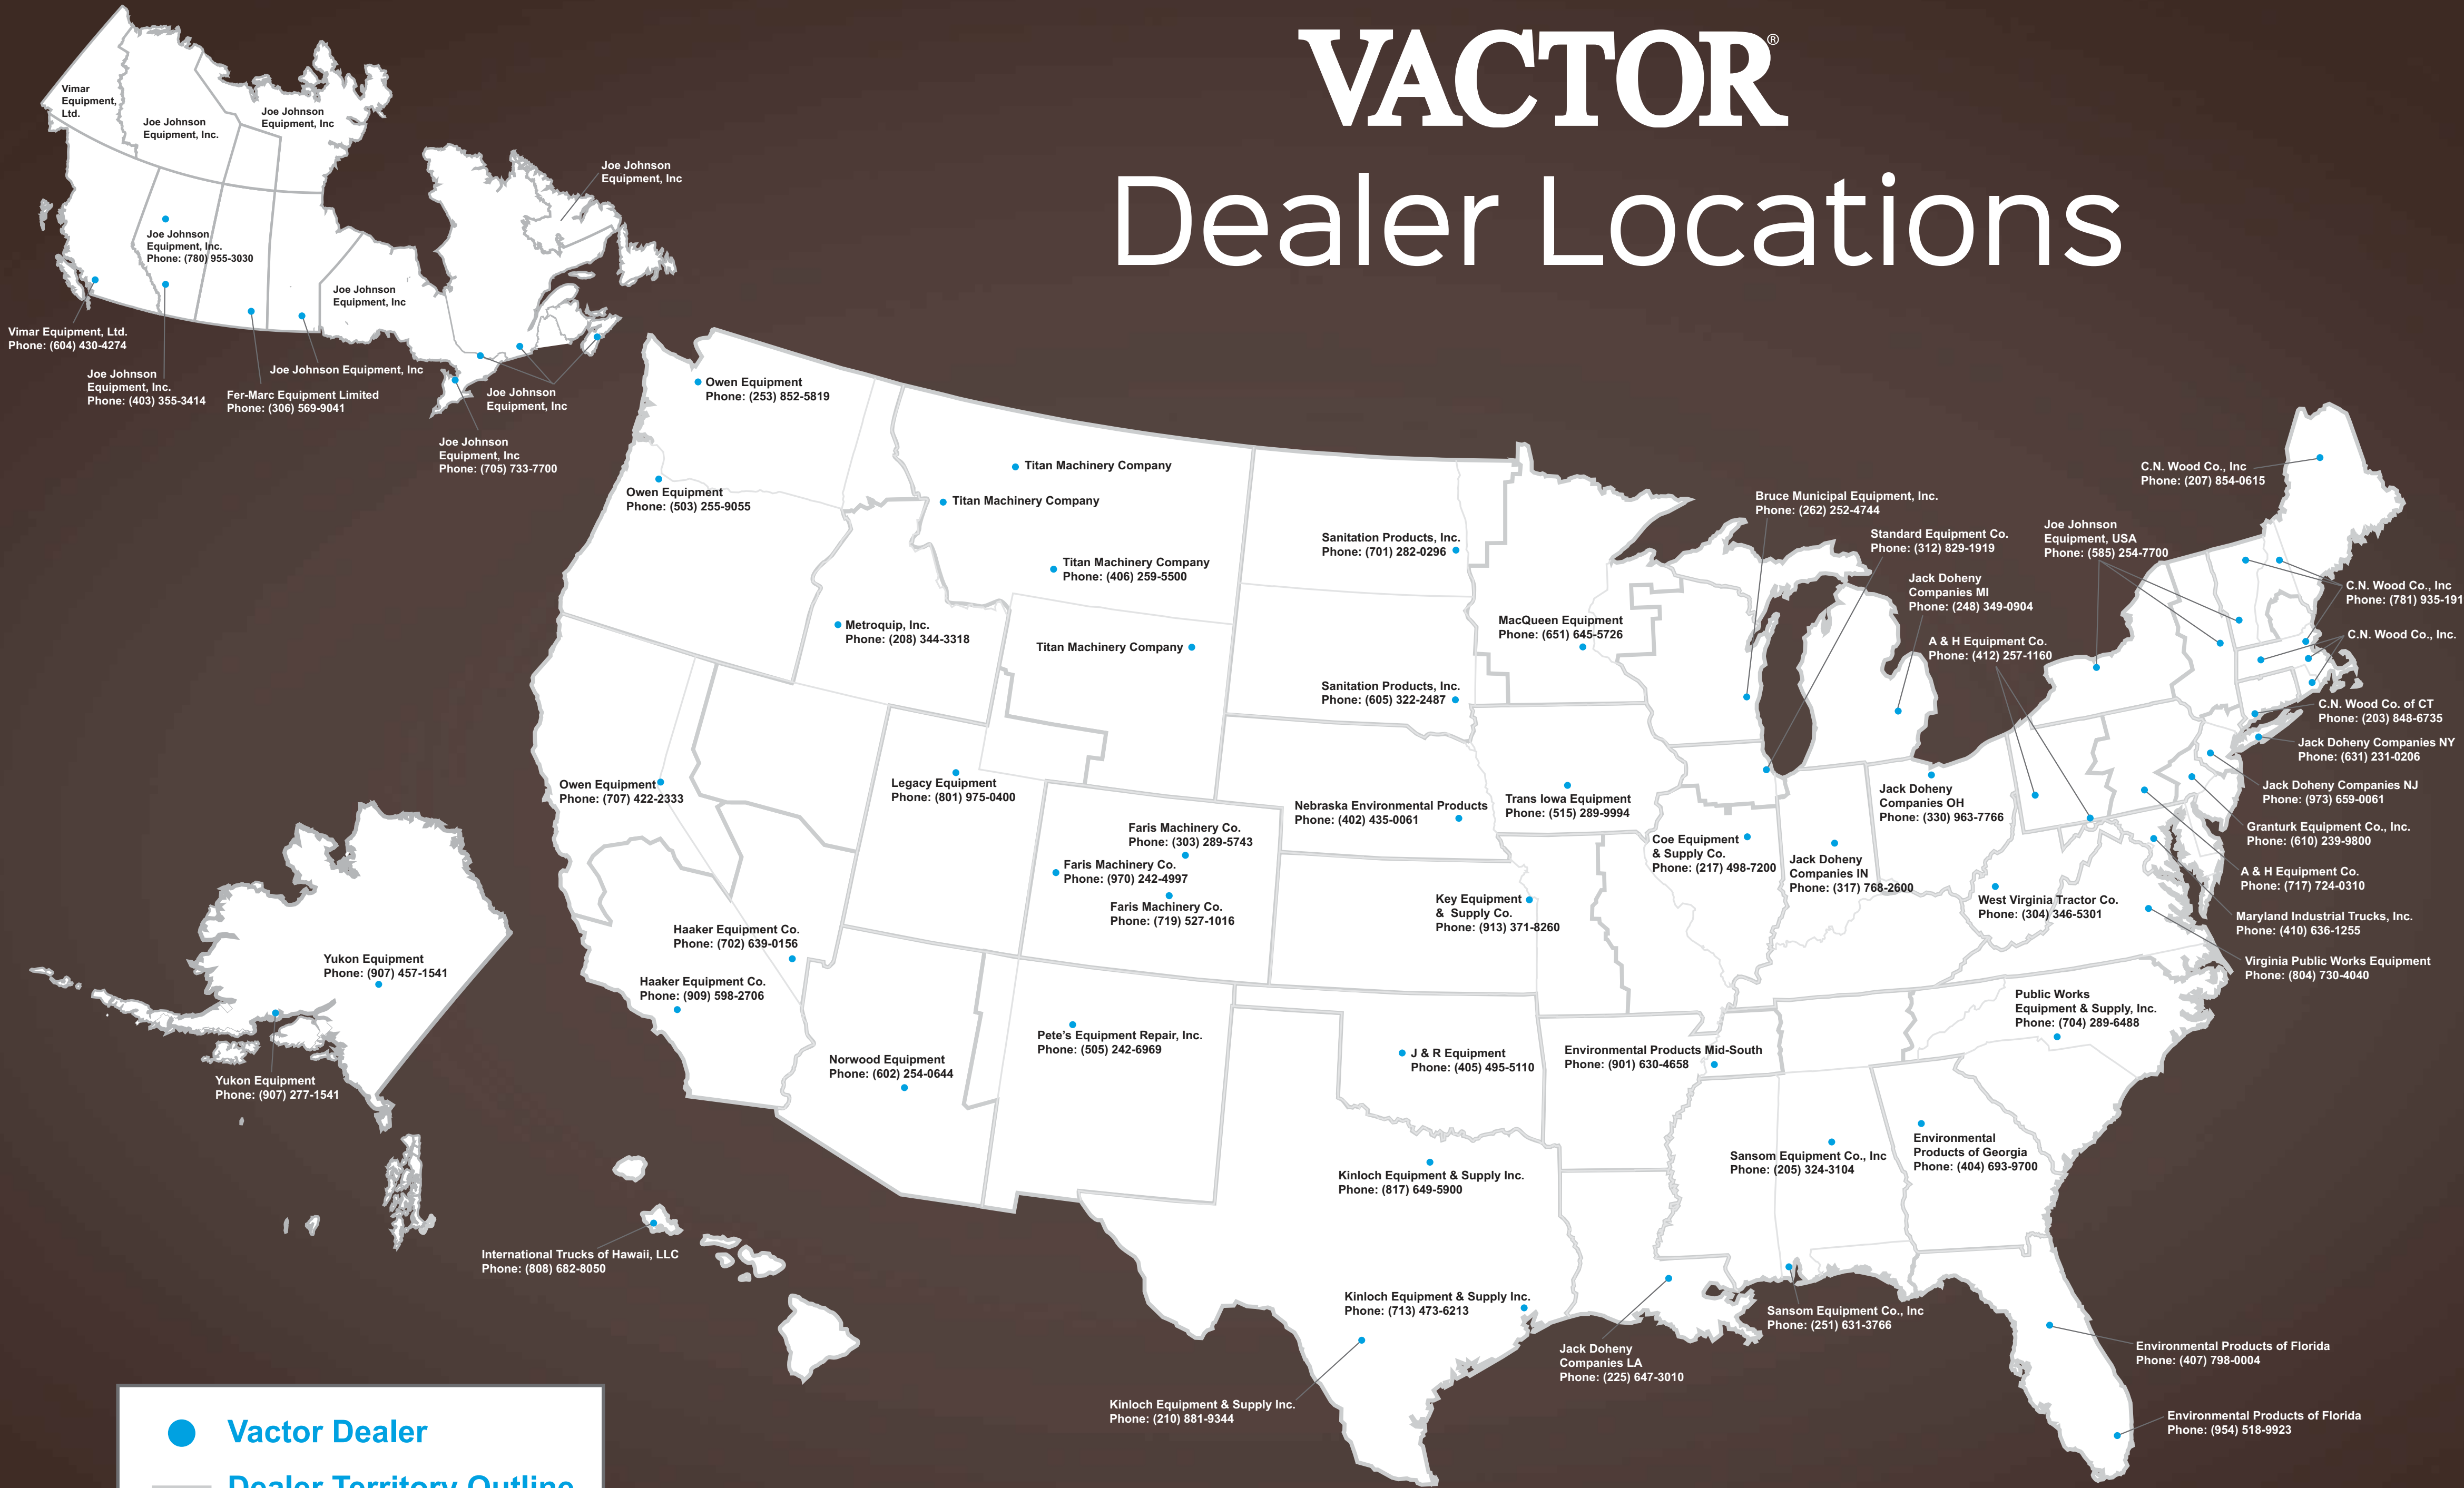 VACTOR®
Dealer Locations
Vimar
Equipment,
Ltd.
Joe Johnson
Equipment, Inc.
Joe Johnson
Equipment, Inc
Joe Johnson
Equipment, Inc
Joe Johnson
Equipment, Inc.
Phone: (780) 955-3030
Joe Johnson
Equipment, Inc
Vimar Equipment, Ltd.
Phone: (604) 430-4274
Joe Johnson
Equipment, Inc.
Phone: (403) 355-3414
Joe Johnson Equipment, Inc
Fer-Marc Equipment Limited
Phone: (306) 569-9041
Joe Johnson
Equipment, Inc
Joe Johnson
Equipment, Inc
Phone: (705) 733-7700
Owen Equipment
Phone: (253) 852-5819
Owen Equipment
Phone: (503) 255-9055
Titan Machinery Company
Titan Machinery Company
Titan Machinery Company
Phone: (406) 259-5500
Metroquip, Inc.
Phone: (208) 344-3318
Titan Machinery Company
Sanitation Products, Inc.
Phone: (701) 282-0296
Sanitation Products, Inc.
Phone: (605) 322-2487
MacQueen Equipment
Phone: (651) 645-5726
Bruce Municipal Equipment, Inc.
Phone: (262) 252-4744
Standard Equipment Co.
Phone: (312) 829-1919
Jack Doheny
Companies MI
Phone: (248) 349-0904
A & H Equipment Co.
Phone: (412) 257-1160
Joe Johnson
Equipment, USA
Phone: (585) 254-7700
C.N. Wood Co., Inc
Phone: (207) 854-0615
C.N. Wood Co., Inc
Phone: (781) 935-191
C.N. Wood Co., Inc.
C.N. Wood Co. of CT
Phone: (203) 848-6735
Jack Doheny Companies NY
Phone: (631) 231-0206
Jack Doheny Companies NJ
Phone: (973) 659-0061
Granturk Equipment Co., Inc.
Phone: (610) 239-9800
A & H Equipment Co.
Phone: (717) 724-0310
Maryland Industrial Trucks, Inc.
Phone: (410) 636-1255
Virginia Public Works Equipment
Phone: (804) 730-4040
Owen Equipment
Phone: (707) 422-2333
Legacy Equipment
Phone: (801) 975-0400
Faris Machinery Co.
Phone: (303) 289-5743
Faris Machinery Co.
Phone: (970) 242-4997
Faris Machinery Co.
Phone: (719) 527-1016
Nebraska Environmental Products
Phone: (402) 435-0061
Trans Iowa Equipment
Phone: (515) 289-9994
Coe Equipment
& Supply Co.
Phone: (217) 498-7200
Jack Doheny
Companies IN
Phone: (317) 768-2600
Jack Doheny
Companies OH
Phone: (330) 963-7766
West Virginia Tractor Co.
Phone: (304) 346-5301
Key Equipment
& Supply Co.
Phone: (913) 371-8260
Haaker Equipment Co.
Phone: (702) 639-0156
Haaker Equipment Co.
Phone: (909) 598-2706
Yukon Equipment
Phone: (907) 457-1541
Yukon Equipment
Phone: (907) 277-1541
Norwood Equipment
Phone: (602) 254-0644
Pete's Equipment Repair, Inc.
Phone: (505) 242-6969
J & R Equipment
Phone: (405) 495-5110
Environmental Products Mid-South
Phone: (901) 630-4658
Public Works
Equipment & Supply, Inc.
Phone: (704) 289-6488
Kinloch Equipment & Supply Inc.
Phone: (817) 649-5900
Sansom Equipment Co., Inc
Phone: (205) 324-3104
Environmental
Products of Georgia
Phone: (404) 693-9700
International Trucks of Hawaii, LLC
Phone: (808) 682-8050
Kinloch Equipment & Supply Inc.
Phone: (713) 473-6213
Kinloch Equipment & Supply Inc.
Phone: (210) 881-9344
Jack Doheny
Companies LA
Phone: (225) 647-3010
Sansom Equipment Co., Inc
Phone: (251) 631-3766
Environmental Products of Florida
Phone: (407) 798-0004
Environmental Products of Florida
Phone: (954) 518-9923
Vactor Dealer
Dealer Territory Outline